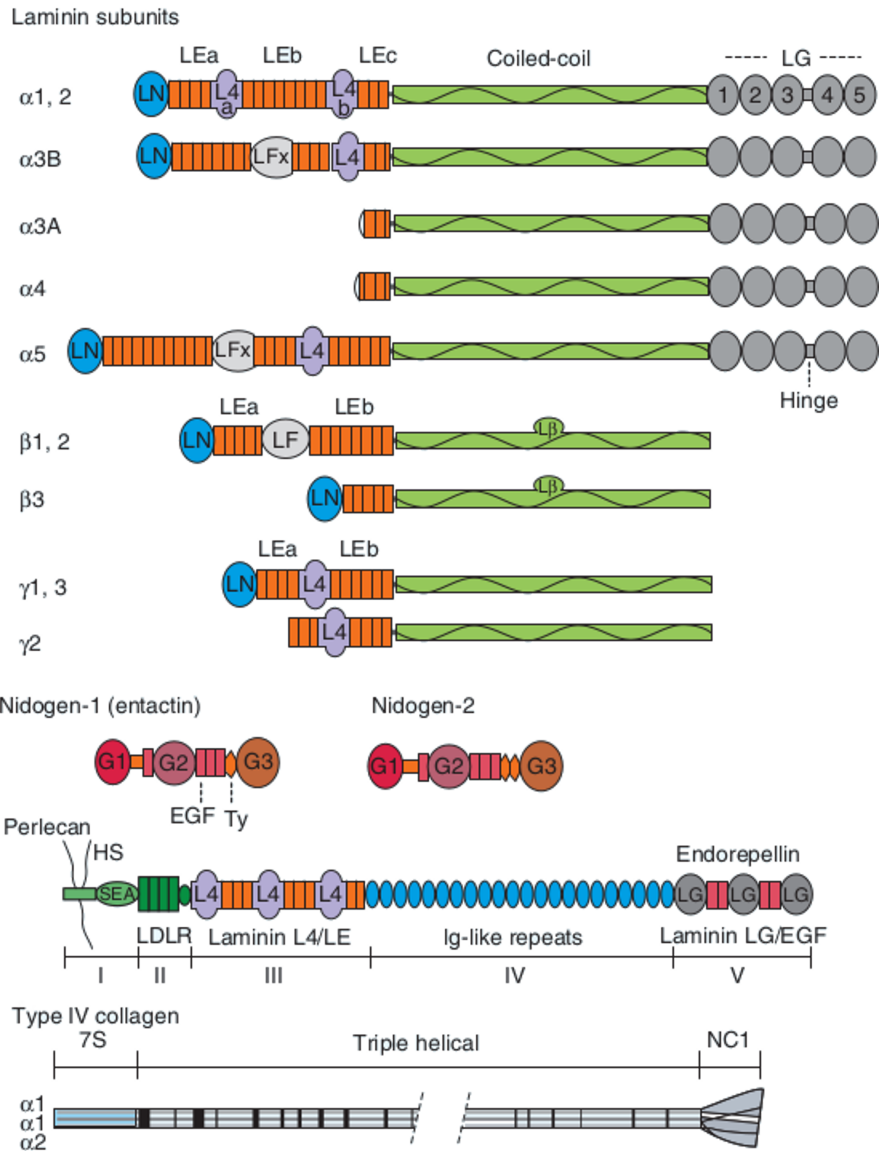 Laminin subunits
LEa LEb LEc Coiled-coil LG
α1, 2 LN L4 a L4 b 1 2 3 4 5
α3B LN LFx L4
α3A
α4
α5 LN LFx L4
Hinge
LEa LEb
β1, 2 LN LF Lβ
β3 LN Lβ
LEa LEb
γ1, 3 LN L4
γ2 L4
Nidogen-1 (entactin) Nidogen-2
G1 G2 G3 G1 G2 G3
EGF Ty
Perlecan
HS Endorepellin
SEA L4 L4 L4 LG LG LG
LDLR Laminin L4/LE Ig-like repeats Laminin LG/EGF
I II III IV V
Type IV collagen
7S Triple helical NC1
α1
α1
α2